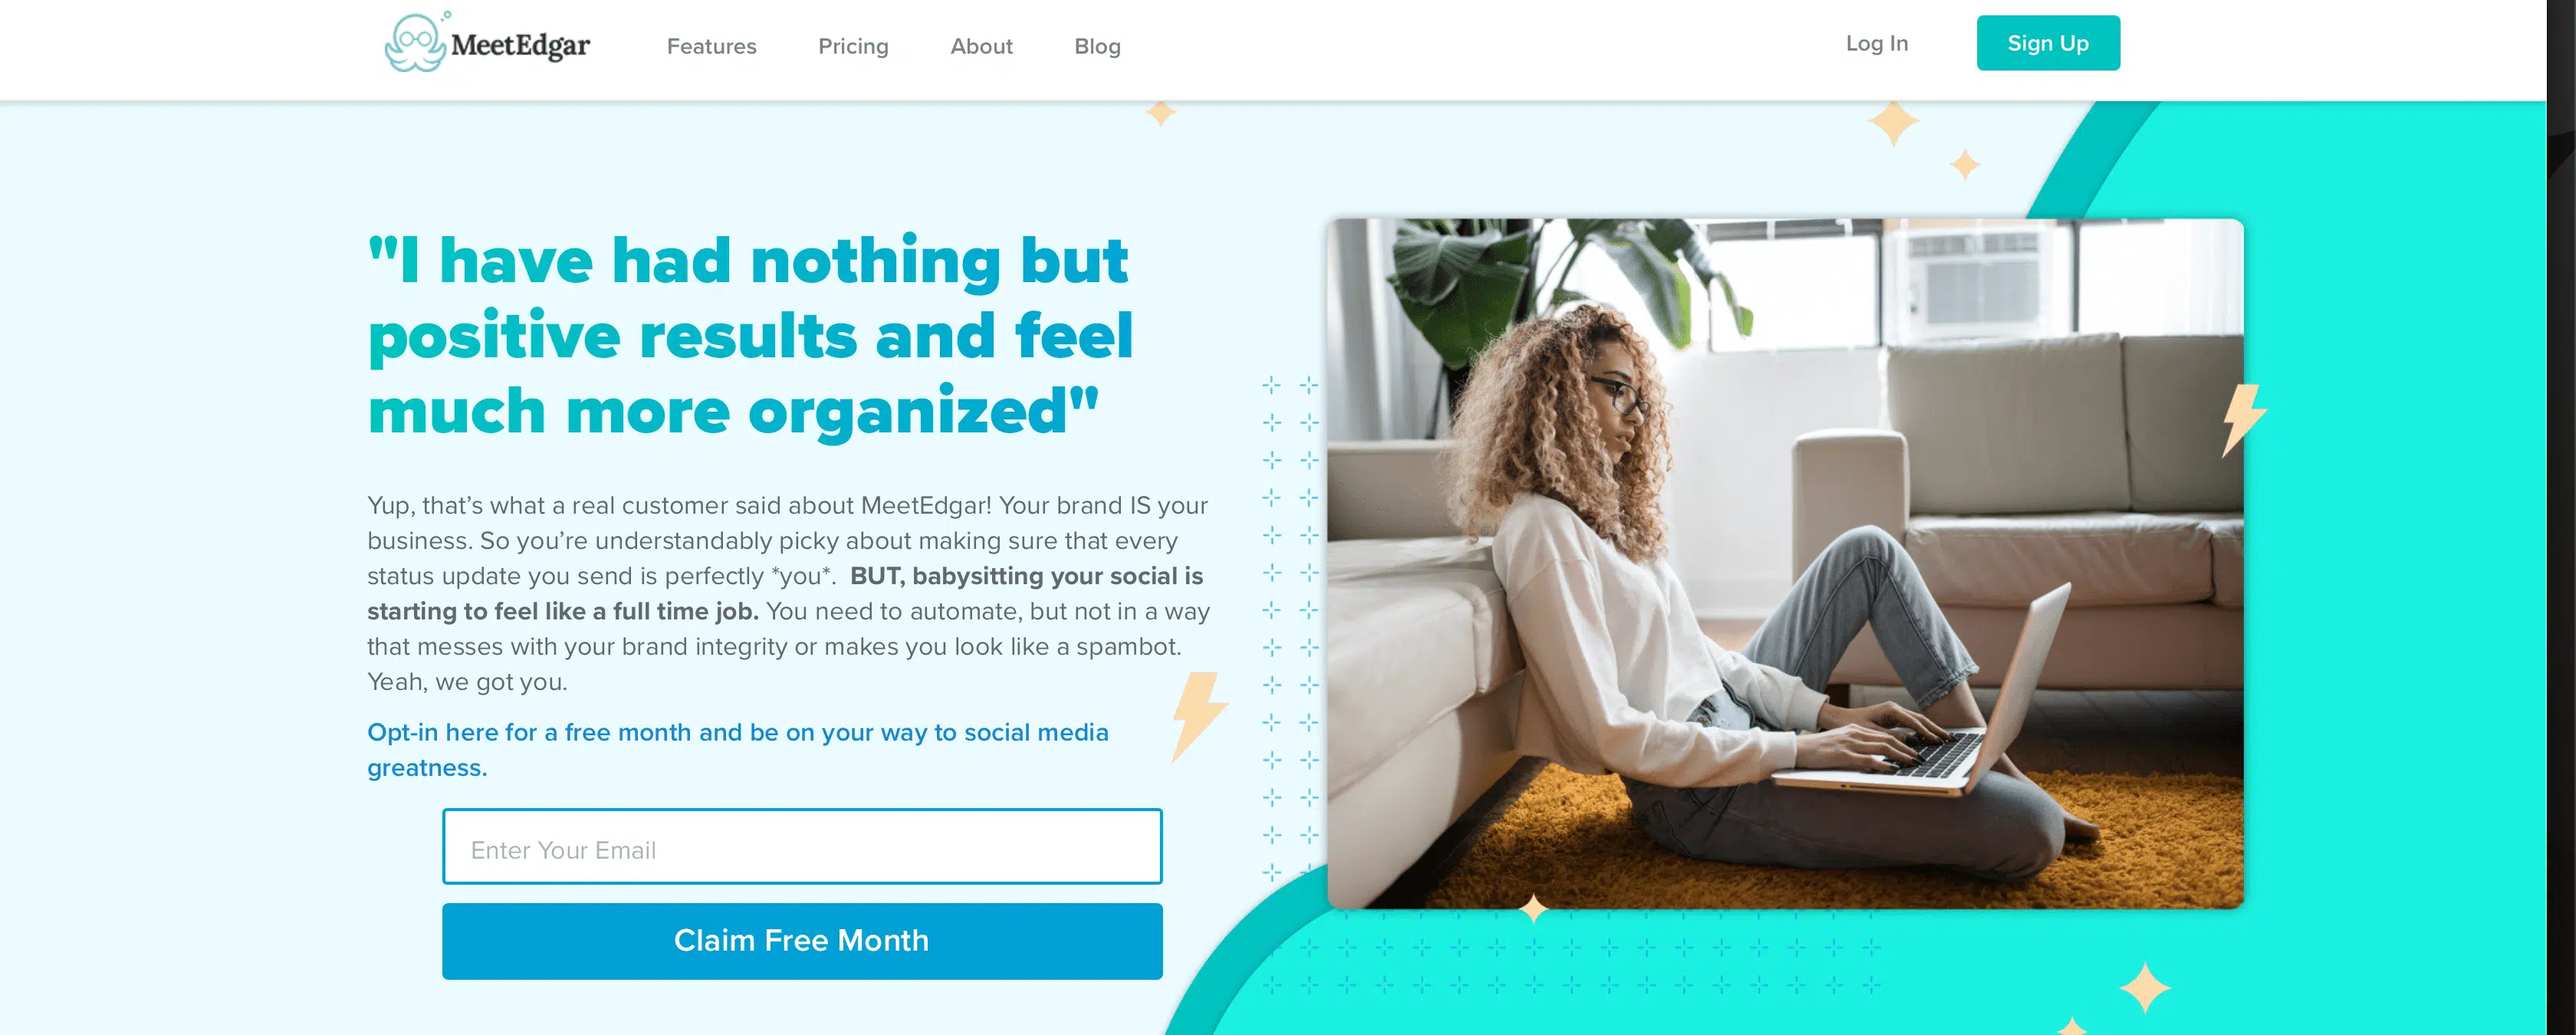 MeetEdgar
Features
Pricing
About
Blog
Log In
Sign Up
"I have had nothing but
positive results and feel
much more organized"
Yup, that’s what a real customer said about MeetEdgar! Your brand IS your
business. So you’re understandably picky about making sure that every
status update you send is perfectly *you*.  BUT, babysitting your social is
starting to feel like a full time job. You need to automate, but not in a way
that messes with your brand integrity or makes you look like a spambot.
Yeah, we got you.
Opt-in here for a free month and be on your way to social media
greatness.
Enter Your Email
Claim Free Month